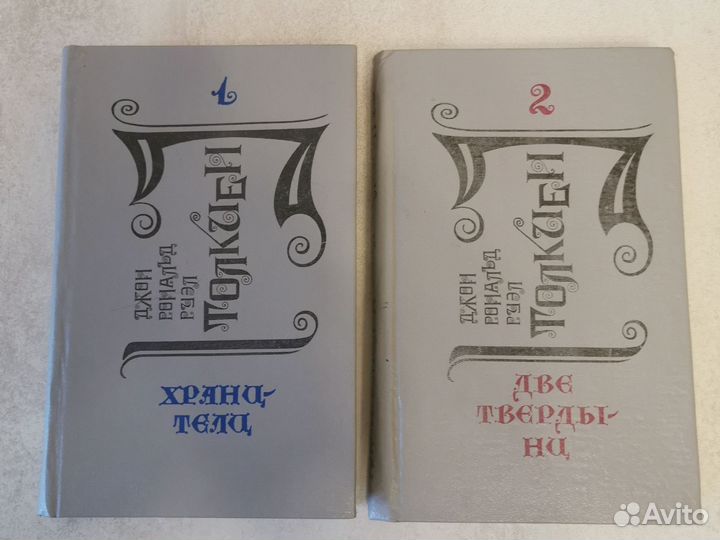 1
ДЖОН
РОНАЛЬД
РУЭЛ
ТОЛКИЕН
ХРАНИ-
ТЕЛИ
2
ДЖОН
РОНАЛЬД
РУЭЛ
ТОЛКИЕН
ДВЕ
ТВЕРДЫ-
НИ
Avito